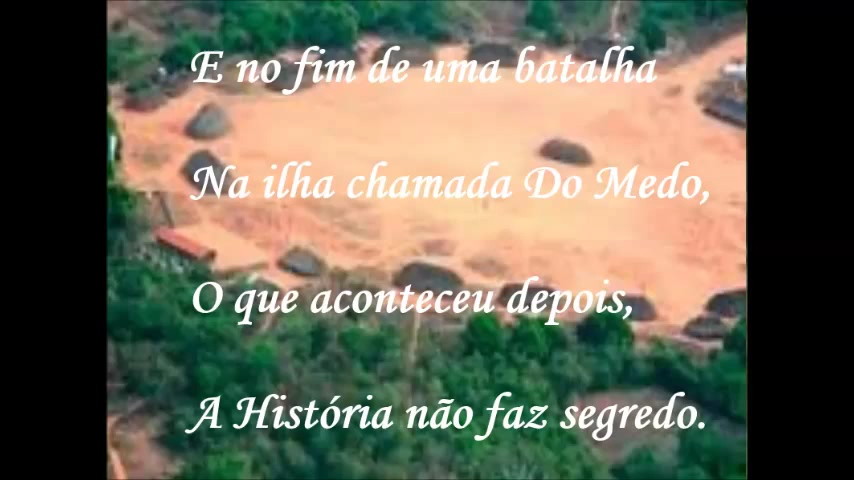 E no fim de uma batalha
Na ilha chamada Do Medo,
O que aconteceu depois,
A História não faz segredo.